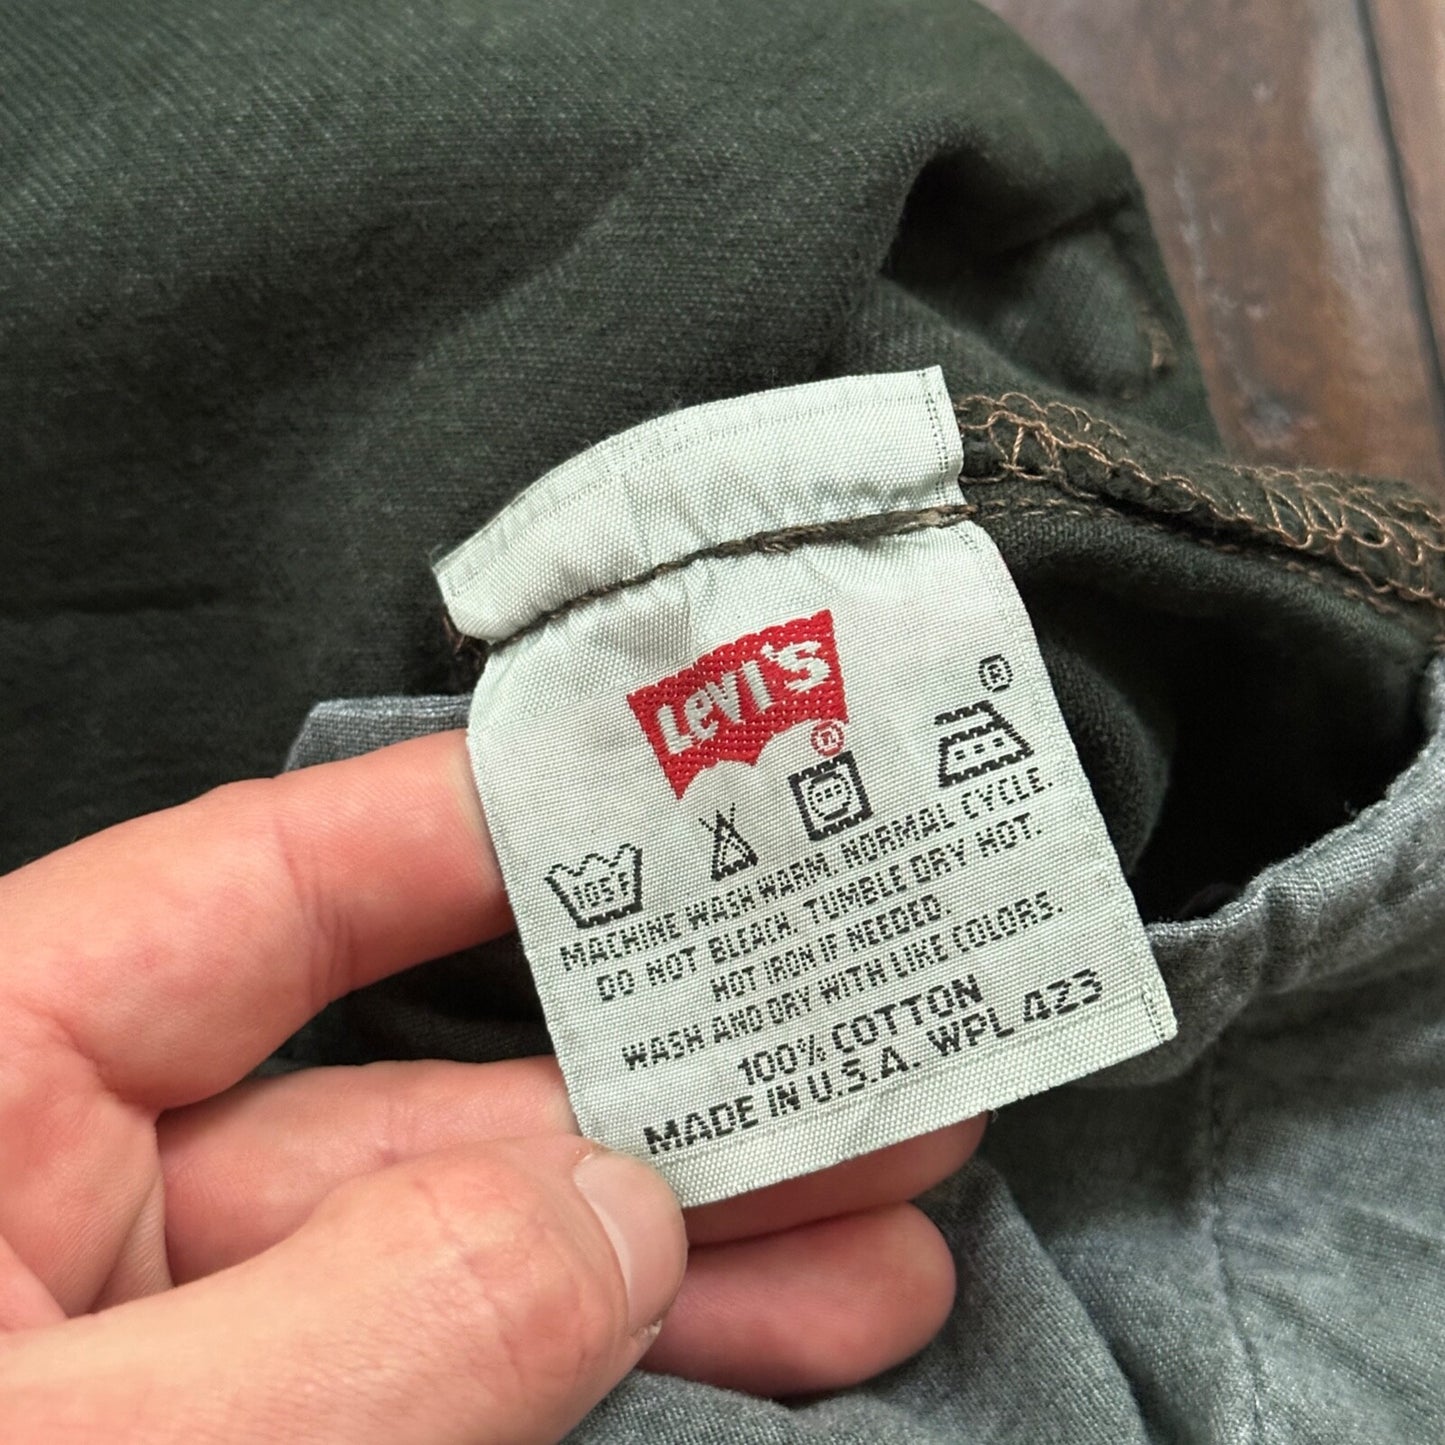 Levi's
®
®
105F
MACHINE WASH WARM. NORMAL CYCLE.
DO NOT BLEACH. TUMBLE DRY HOT.
HOT IRON IF NEEDED.
WASH AND DRY WITH LIKE COLORS.
100% COTTON
MADE IN U.S.A. WPL 423